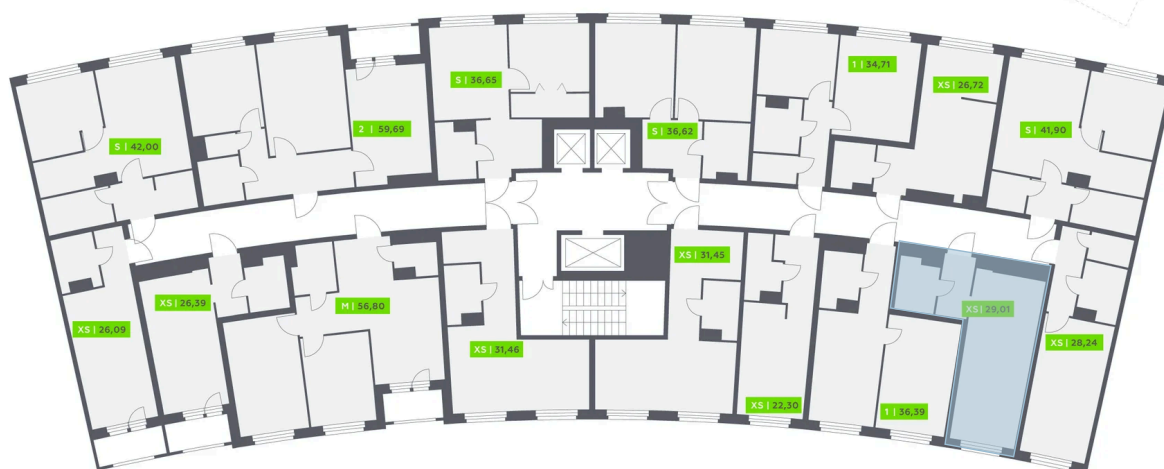 1 | 34,71
S | 36,65
XS | 26,72
2 | 59,69
S | 36,62
S | 41,90
S | 42,00
XS | 31,45
XS | 26,39
M | 56,80
XS | 29,01
XS | 26,09
XS | 28,24
XS | 31,46
XS | 22,30
1 | 36,39